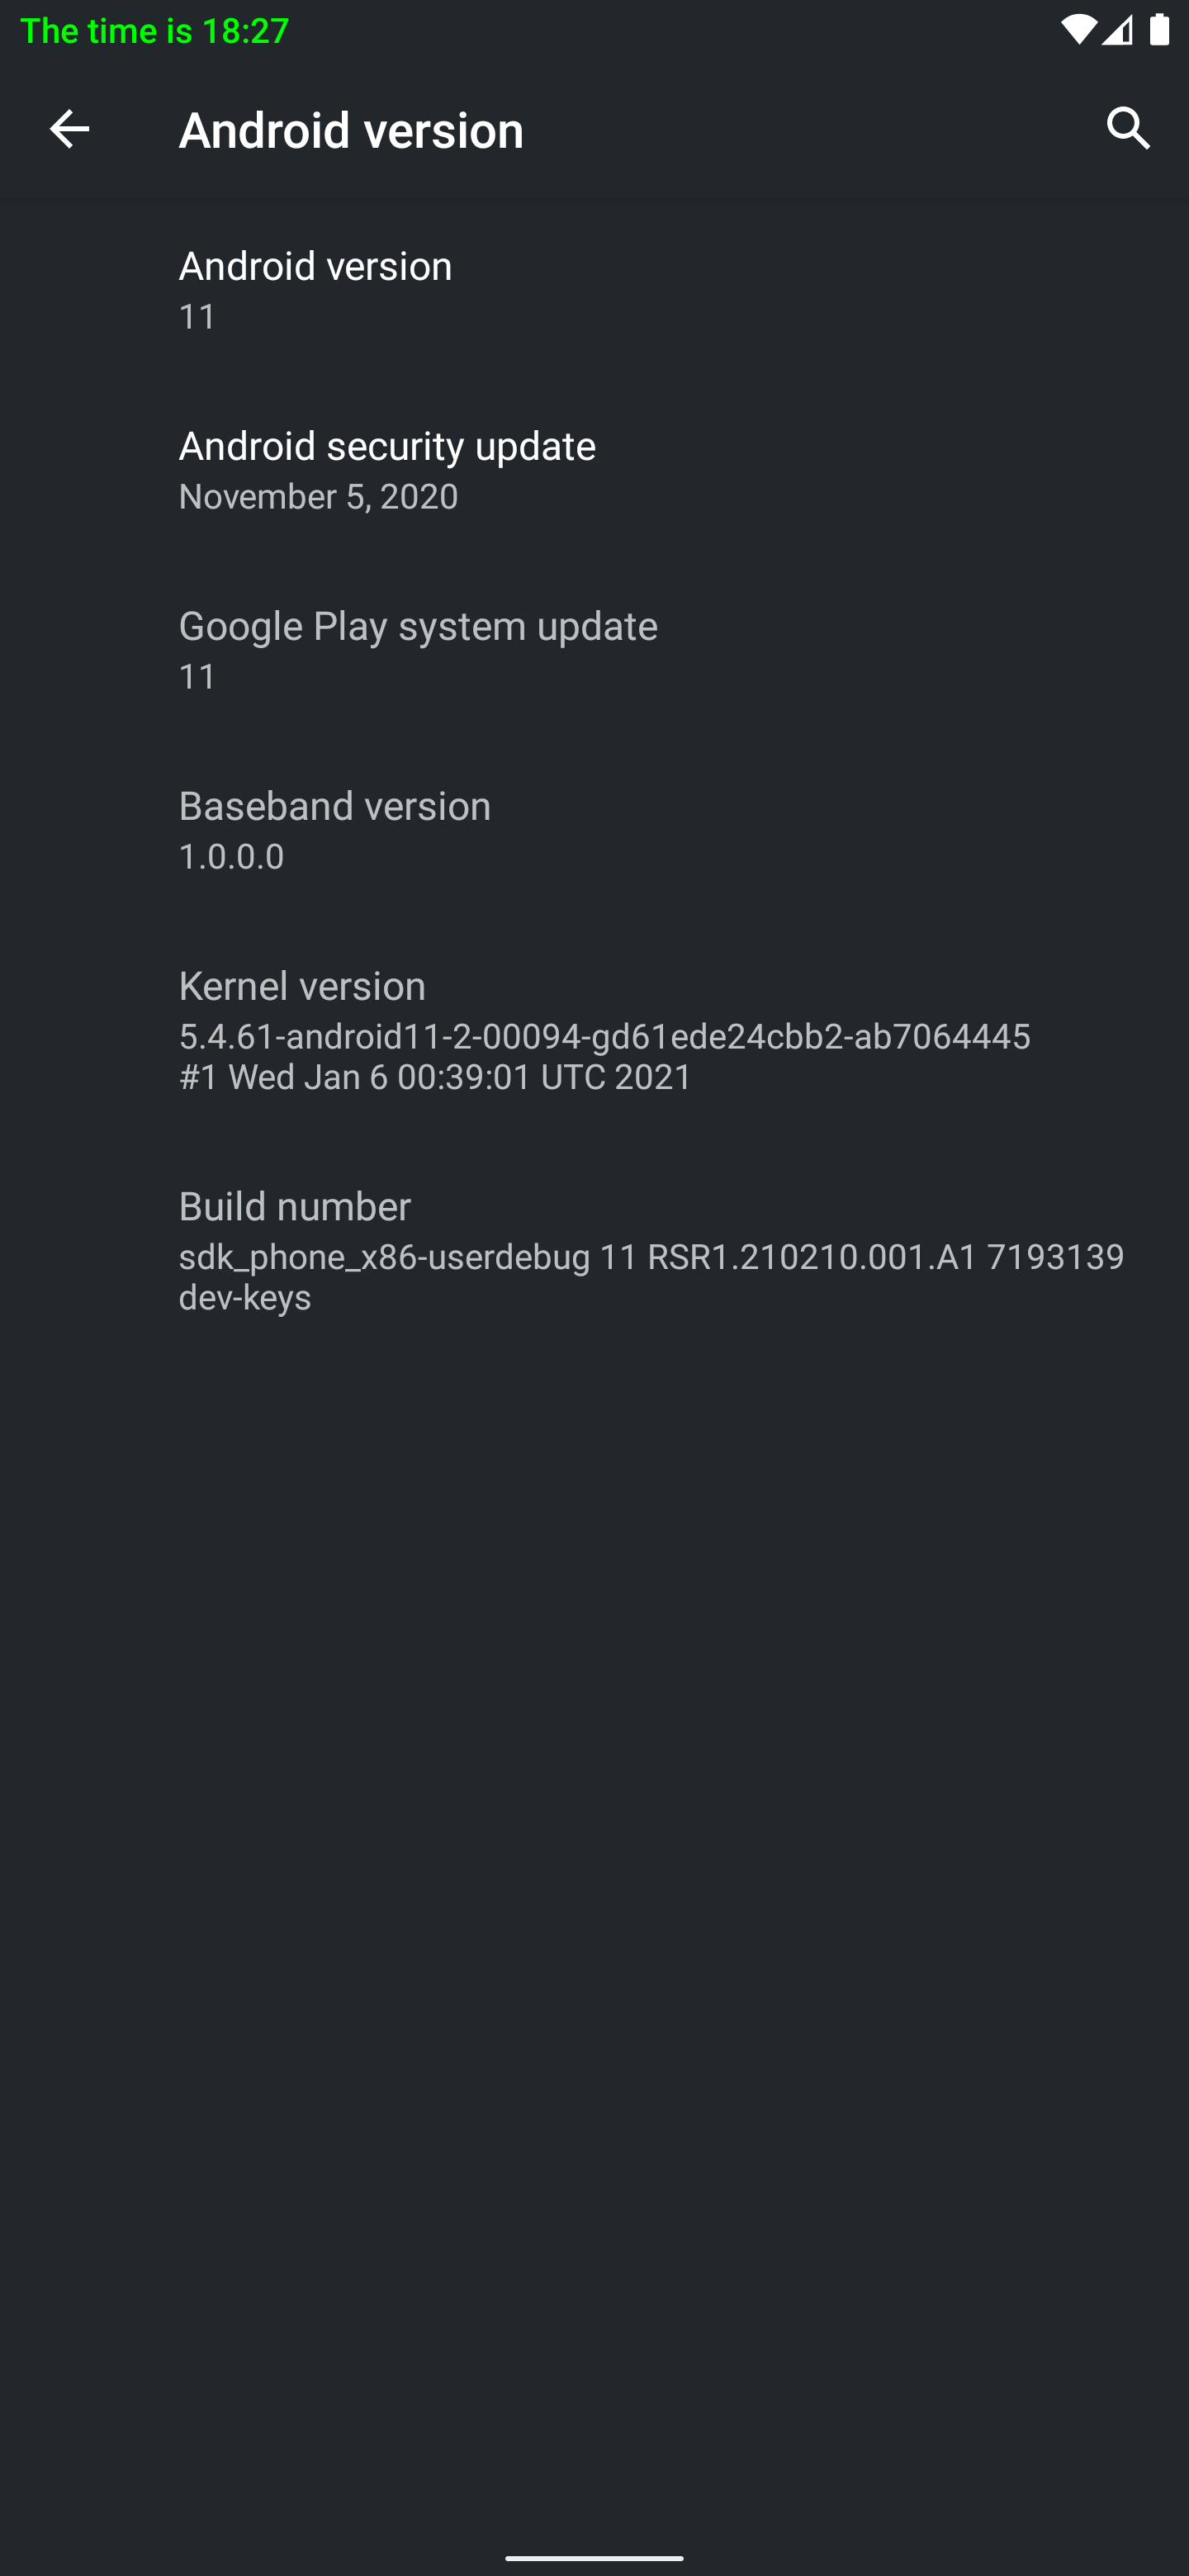 The time is 18:27
Android version
Android version
11
Android security update
November 5, 2020
Google Play system update
11
Baseband version
1.0.0.0
Kernel version
5.4.61-android11-2-00094-gd61ede24cbb2-ab7064445
#1 Wed Jan 6 00:39:01 UTC 2021
Build number
sdk_phone_x86-userdebug 11 RSR1.210210.001.A1 7193139
dev-keys